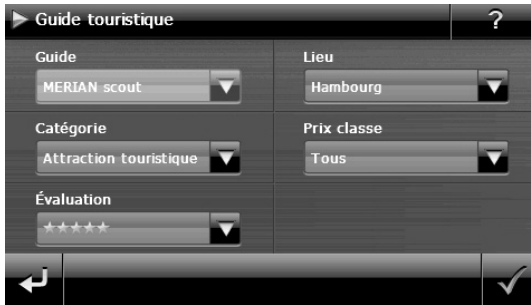 Guide touristique
?
Guide
MERIAN scout
Lieu
Hambourg
Catégorie
Attraction touristique
Prix classe
Tous
Évaluation
★★★★★